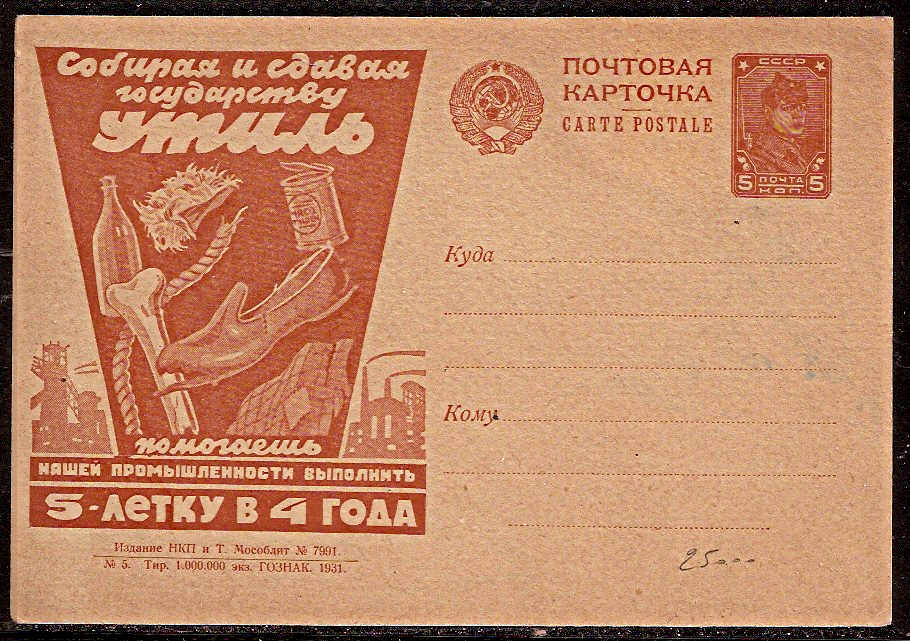 Собирая и сдавая
государству
утиль
помогаешь
нашей промышленности выполнить
5-летку в 4 года
Издание НКП и Т. Мособлит № 7991.
№ 5. Тир. 1.000.000 экз. ГОЗНАК. 1931.
ПОЧТОВАЯ
КАРТОЧКА
CARTE POSTALE
СССР
5 ПОЧТА 5
КОП.
Куда
Кому